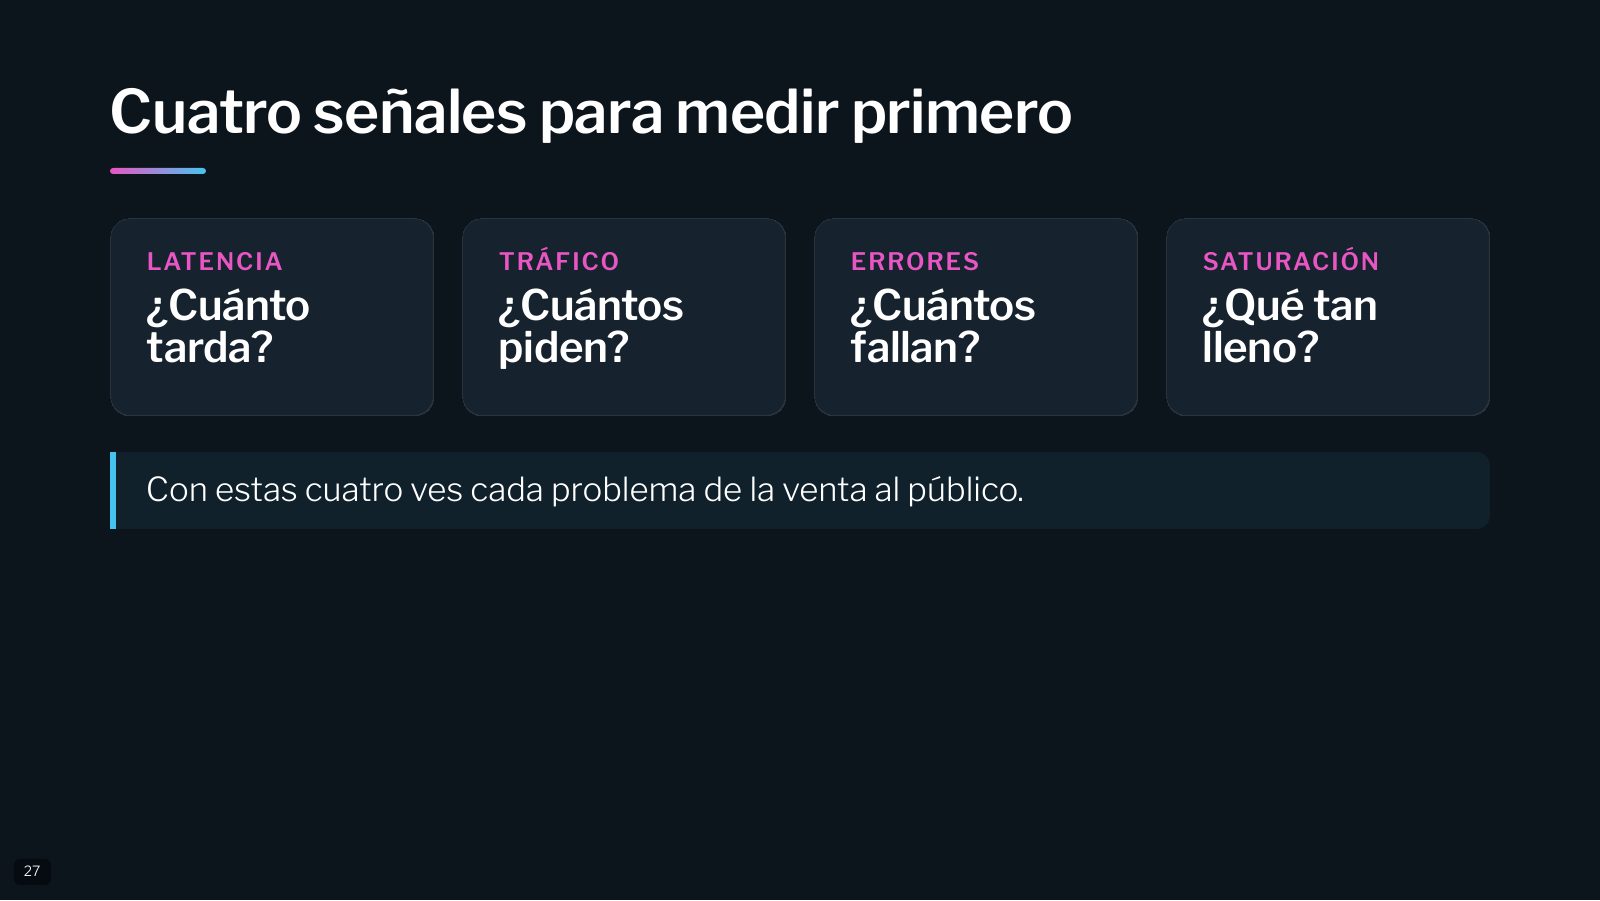 Cuatro señales para medir primero
LATENCIA
¿Cuánto
tarda?
TRÁFICO
¿Cuántos
piden?
ERRORES
¿Cuántos
fallan?
SATURACIÓN
¿Qué tan
lleno?
Con estas cuatro ves cada problema de la venta al público.
27